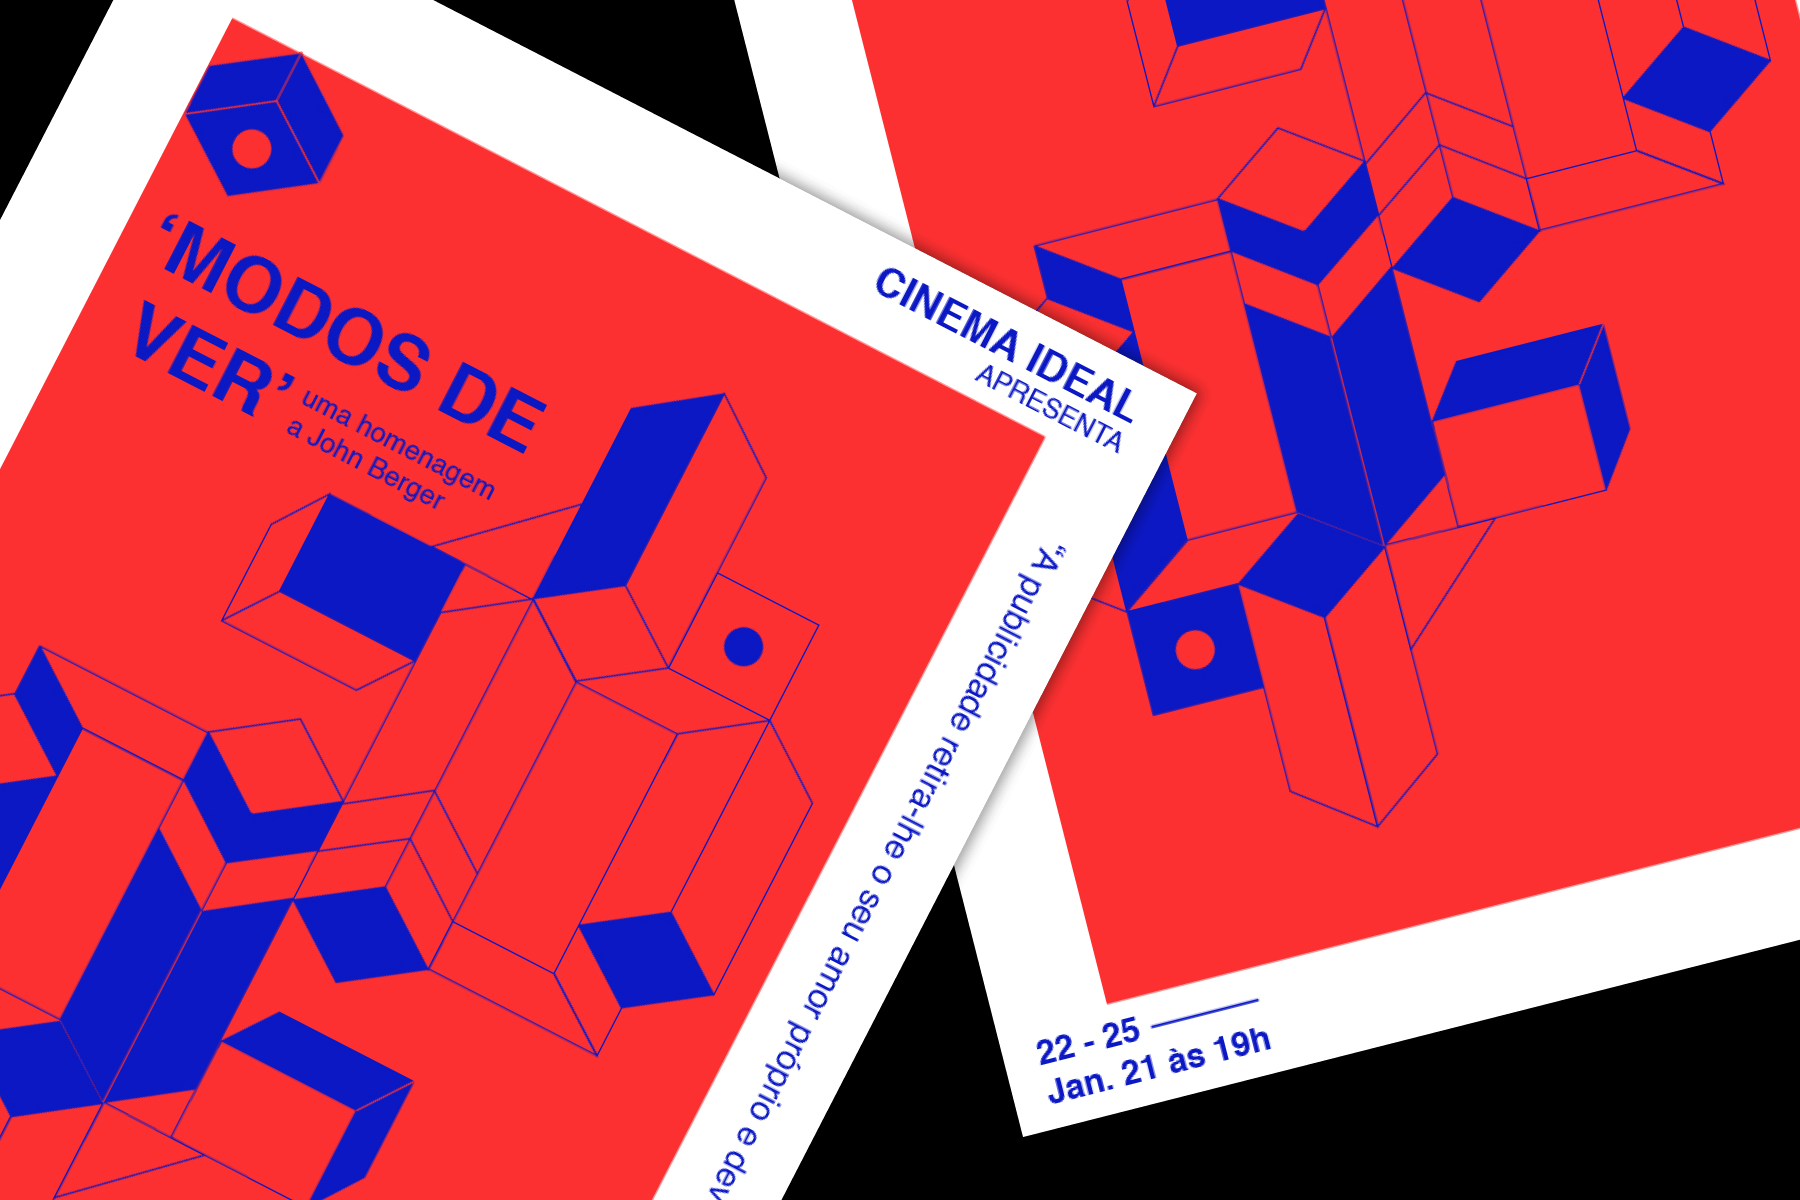 ‘MODOS DE
VER’
uma homenagem
a John Berger
CINEMA IDEAL
APRESENTA
“A publicidade retira-lhe o seu amor próprio e dev
22 - 25
Jan. 21 às 19h